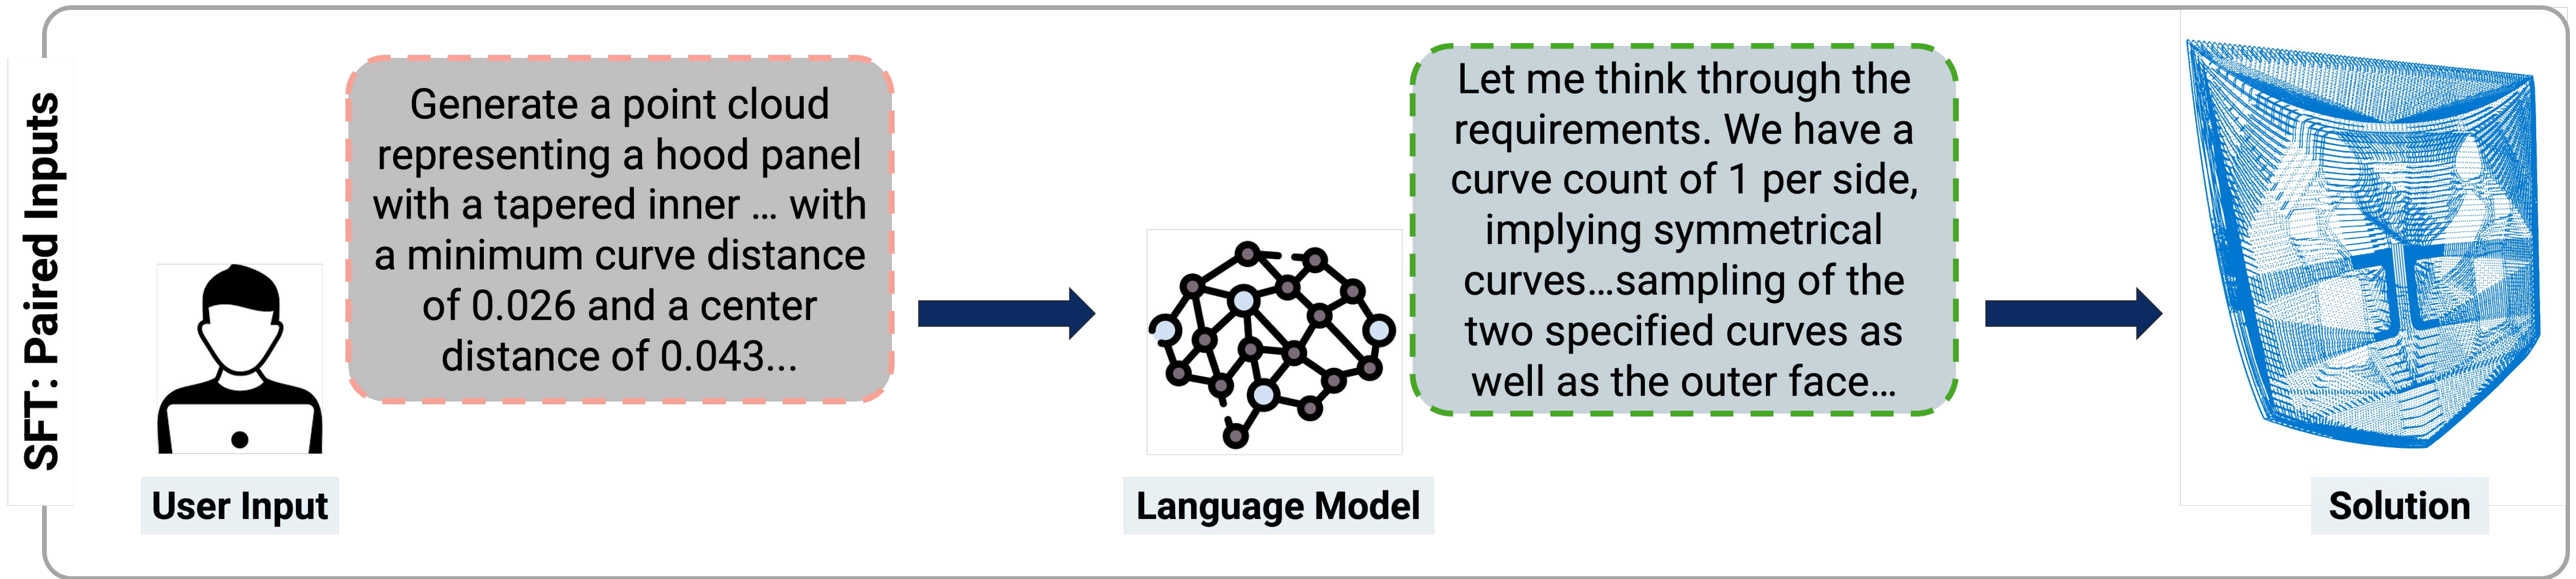 SFT: Paired Inputs
Generate a point cloud
representing a hood panel
with a tapered inner ... with
a minimum curve distance
of 0.026 and a center
distance of 0.043...
User Input
Language Model
Let me think through the
requirements. We have a
curve count of 1 per side,
implying symmetrical
curves...sampling of the
two specified curves as
well as the outer face...
Solution